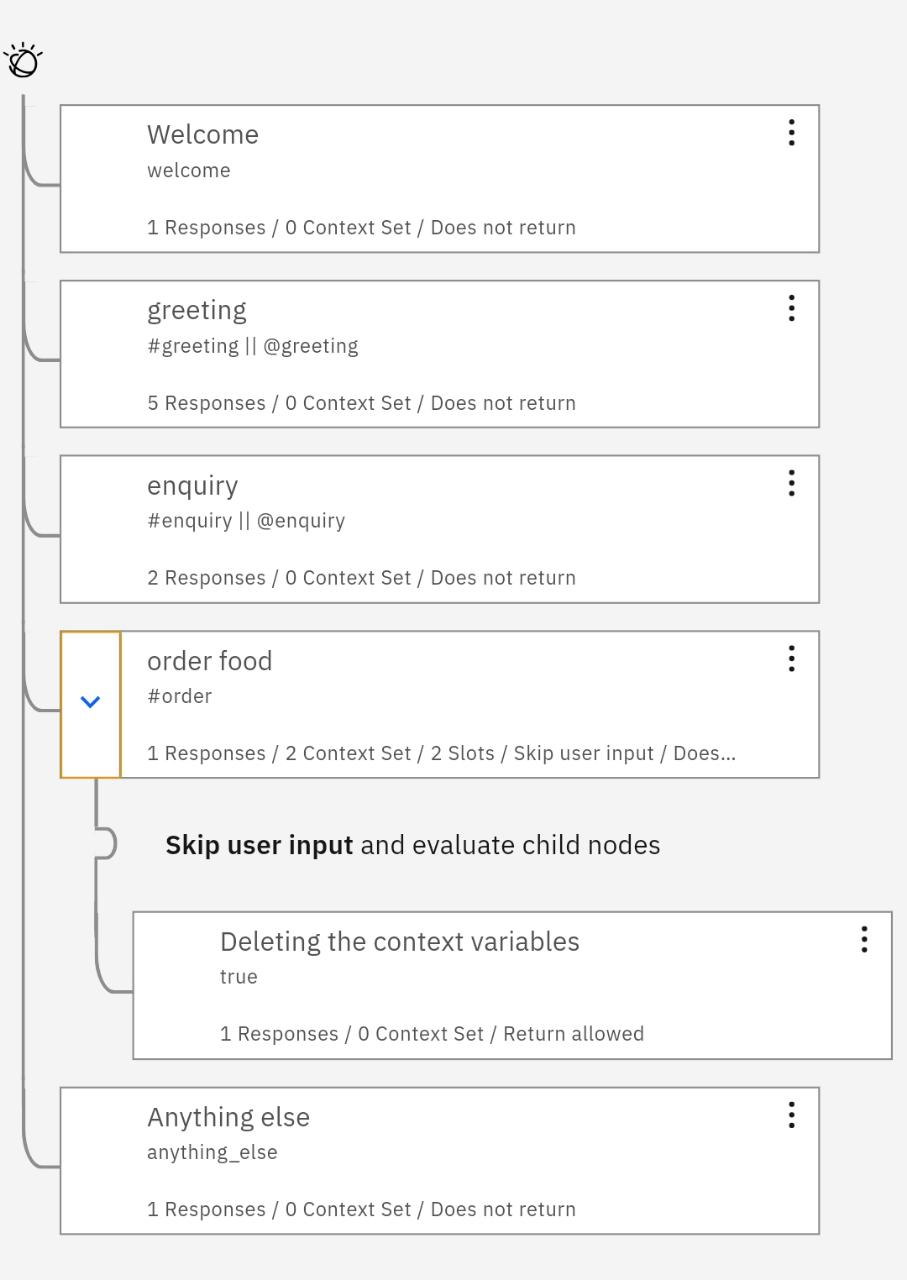 Welcome
welcome
1 Responses / 0 Context Set / Does not return
greeting
#greeting || @greeting
5 Responses / 0 Context Set / Does not return
enquiry
#enquiry || @enquiry
2 Responses / 0 Context Set / Does not return
order food
#order
1 Responses / 2 Context Set / 2 Slots / Skip user input / Does...
Skip user input and evaluate child nodes
Deleting the context variables
true
1 Responses / 0 Context Set / Return allowed
Anything else
anything_else
1 Responses / 0 Context Set / Does not return